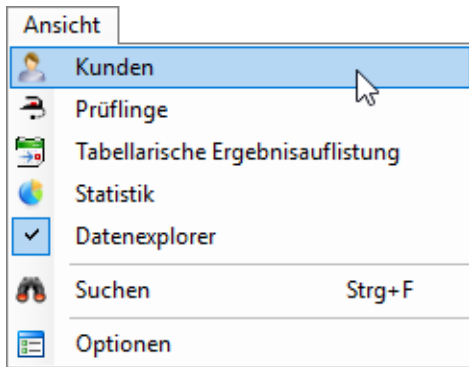 Ansicht
Kunden
Prüflinge
Tabellarische Ergebnisauflistung
Statistik
Datenexplorer
Suchen Strg+F
Optionen